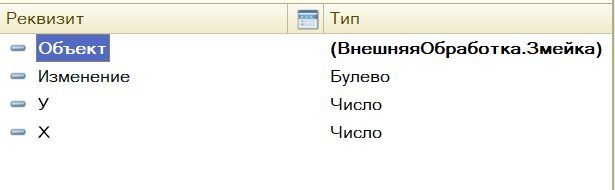 Реквизит Тип
Объект (ВнешняяОбработка.Змейка)
Изменение Булево
У Число
Х Число